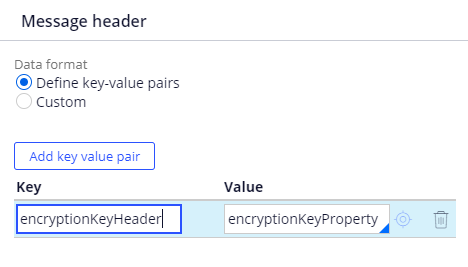 Message header
Data format
Define key-value pairs
Custom
Add key value pair
Key Value
encryptionKeyHeader encryptionKeyProperty